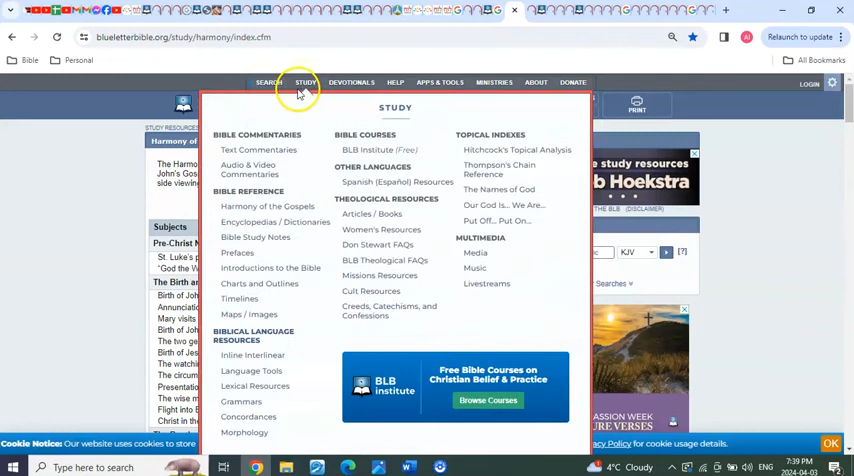 blueletterbible.org/study/harmony/index.cfm
Relaunch to update
Bible
Personal
All Bookmarks
SEARCH STUDY DEVOTIONALS HELP APPS & TOOLS MINISTRIES ABOUT DONATE
LOGIN
PRINT
STUDY RESOURCES
Harmony of
The Harmo
John's Gosp
side viewing
Subjects
Pre-Christ N
St. Luke's p
"God the W
The Birth an
Birth of Joh
Annunciatio
Mary visits
Birth of Joh
The two ge
Birth of Jes
The watchi
The circum
Presentatio
The wise m
Flight into E
Christ in th
STUDY
BIBLE COMMENTARIES
Text Commentaries
Audio & Video
Commentaries
BIBLE REFERENCE
Harmony of the Gospels
Encyclopedias / Dictionaries
Bible Study Notes
Prefaces
Introductions to the Bible
Charts and Outlines
Timelines
Maps / Images
BIBLICAL LANGUAGE
RESOURCES
Inline Interlinear
Language Tools
Lexical Resources
Grammars
Concordances
Morphology
BIBLE COURSES
BLB Institute (Free)
OTHER LANGUAGES
Spanish (Español) Resources
THEOLOGICAL RESOURCES
Articles / Books
Women's Resources
Don Stewart FAQs
BLB Theological FAQs
Missions Resources
Cult Resources
Creeds, Catechisms, and
Confessions
TOPICAL INDEXES
Hitchcock's Topical Analysis
Thompson's Chain
Reference
The Names of God
Our God Is... We Are...
Put Off... Put On...
MULTIMEDIA
Media
Music
Livestreams
BLB
institute
Free Bible Courses on
Christian Belief & Practice
Browse Courses
e study resources
b Hoekstra
THE BLB (DISCLAIMER)
ec
KJV
[?]
r Searches
PASSION WEEK
URE VERSES
Cookie Notice: Our website uses cookies to store
acy Policy for cookie usage details.
OK
Type here to search
4°C Cloudy
ENG
7:39 PM
2024-04-03